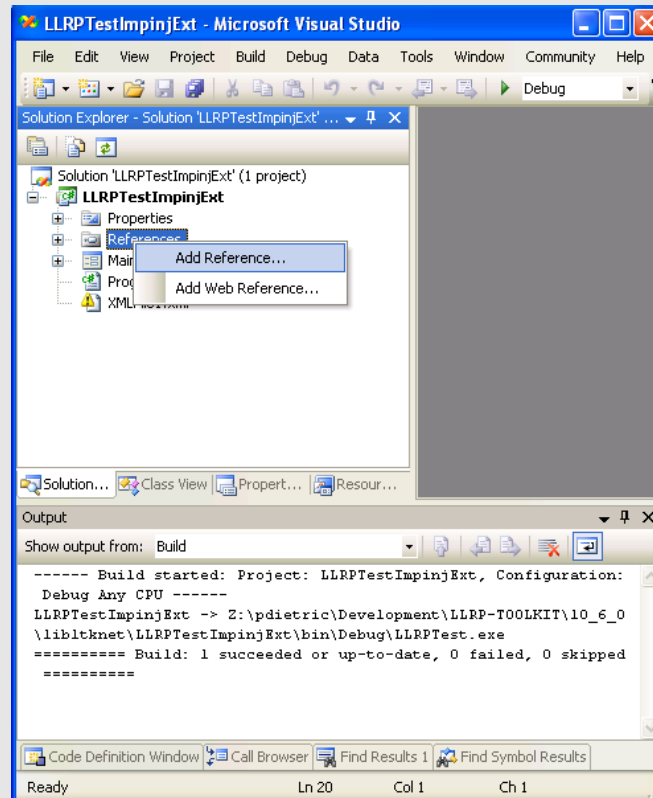 LLRPTestImpinjExt - Microsoft Visual Studio
File Edit View Project Build Debug Data Tools Window Community Help
Debug
Solution Explorer - Solution 'LLRPTestImpinjExt' ...
Solution 'LLRPTestImpinjExt' (1 project)
LLRPTestImpinjExt
Properties
References
Add Reference...
Add Web Reference...
Solution... Class View Propert... Resour...
Output
Show output from: Build
------ Build started: Project: LLRPTestImpinjExt, Configuration:
Debug Any CPU ------
LLRPTestImpinjExt -> Z:\pdietric\Development\LLRP-TOOLKIT\10_6_0
\libltknet\LLRPTestImpinjExt\bin\Debug\LLRPTest.exe
========== Build: 1 succeeded or up-to-date, 0 failed, 0 skipped
==========
Code Definition Window Call Browser Find Results 1 Find Symbol Results
Ready Ln 20 Col 1 Ch 1